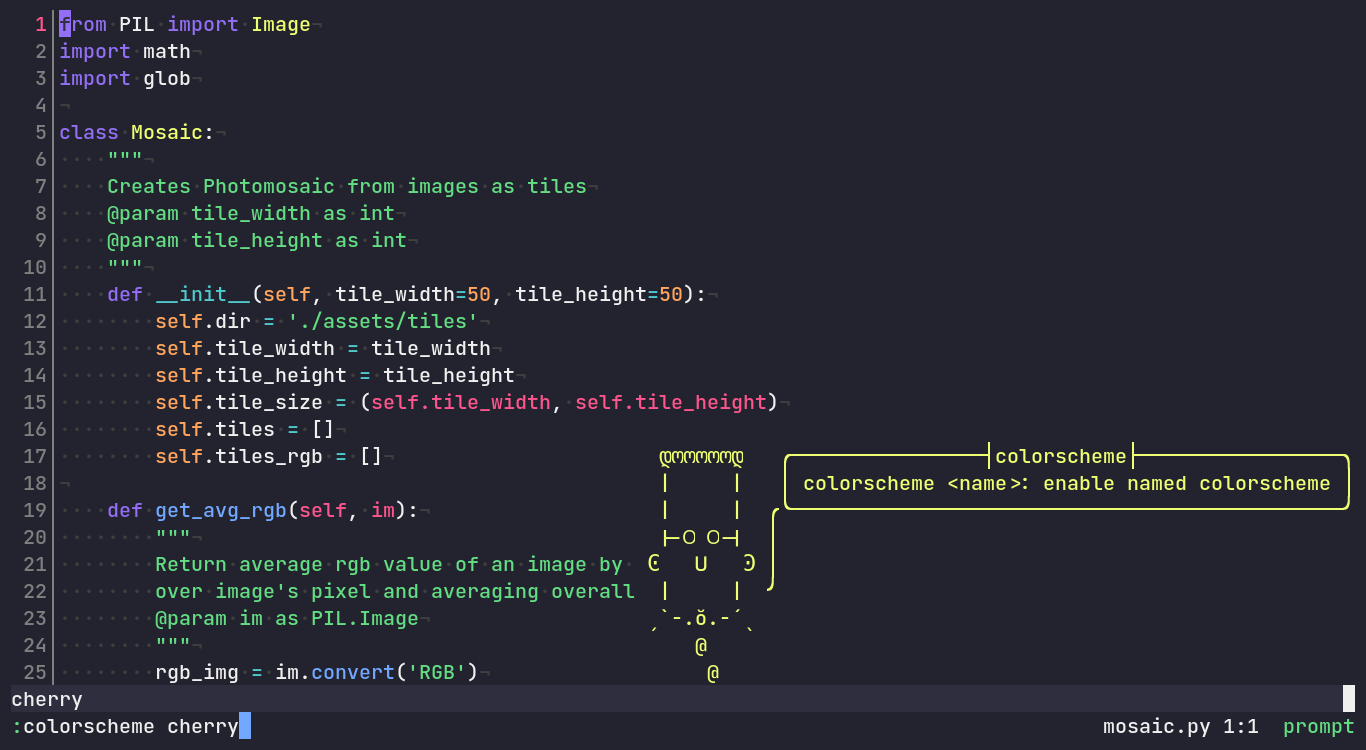 1 from PIL import Image¬
2 import math¬
3 import glob¬
4 ¬
5 class Mosaic:¬
6 ····"""¬
7 ····Creates·Photomosaic·from·images·as·tiles¬
8 ····@param·tile_width·as·int¬
9 ····@param·tile_height·as·int¬
10 ····"""¬
11 ····def·__init__(self,·tile_width=50,·tile_height=50):¬
12 ········self.dir·=·'./assets/tiles'¬
13 ········self.tile_width·=·tile_width¬
14 ········self.tile_height·=·tile_height¬
15 ········self.tile_size·=·(self.tile_width,·self.tile_height)¬
16 ········self.tiles·=·[]¬
17 ········self.tiles_rgb·=·[]¬
18 ¬
19 ····def·get_avg_rgb(self,·im):¬
20 ········"""¬
21 ········Return·average·rgb·value·of·an·image·by·
22 ········over·image's·pixel·and·averaging·overall
23 ········@param·im·as·PIL.Image¬
24 ········"""¬
25 ········rgb_img·=·im.convert('RGB')¬
colorscheme
colorscheme <name>: enable named colorscheme
cherry
:colorscheme cherry
mosaic.py 1:1 prompt